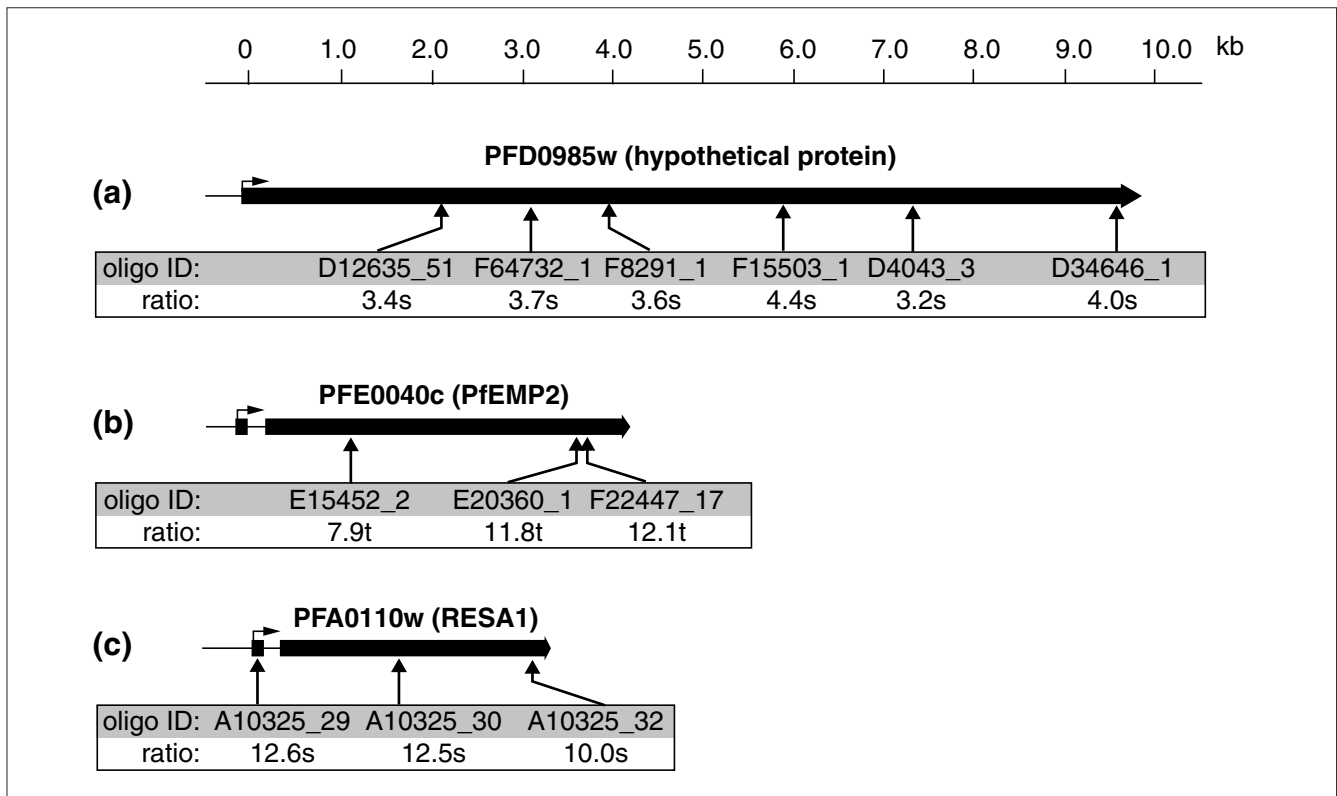 0 1.0 2.0 3.0 4.0 5.0 6.0 7.0 8.0 9.0 10.0 kb
PFD0985w (hypothetical protein)
(a)
oligo ID: D12635_51 F64732_1 F8291_1 F15503_1 D4043_3 D34646_1
ratio: 3.4s 3.7s 3.6s 4.4s 3.2s 4.0s
PFE0040c (PfEMP2)
(b)
oligo ID: E15452_2 E20360_1 F22447_17
ratio: 7.9t 11.8t 12.1t
PFA0110w (RESA1)
(c)
oligo ID: A10325_29 A10325_30 A10325_32
ratio: 12.6s 12.5s 10.0s